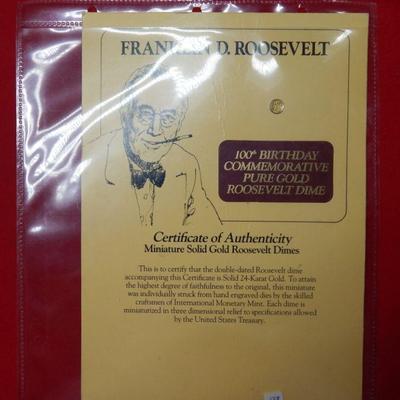 FRANKLIN D. ROOSEVELT
100th BIRTHDAY
COMMEMORATIVE
PURE GOLD
ROOSEVELT DIME
Certificate of Authenticity
Miniature Solid Gold Roosevelt Dimes
This is to certify that the double-dated Roosevelt dime
accompanying this Certificate is Solid 24-Karat Gold. To attain
the highest degree of faithfulness to the original, this miniature
was individually struck from hand engraved dies by the skilled
craftsmen of International Monetary Mint. Each dime is
miniaturized in three dimensional relief to specifications allowed
by the United States Treasury.